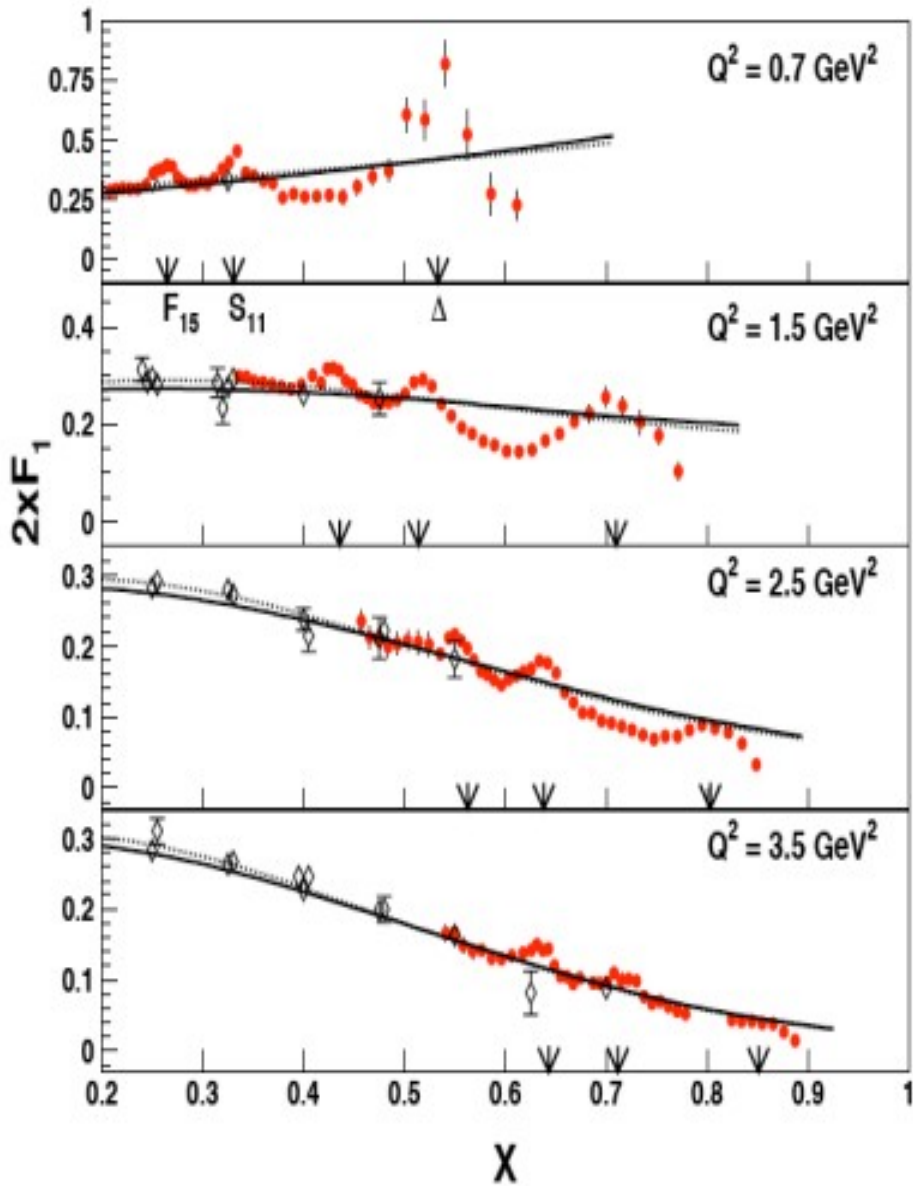 2xF₁
1
0.75
0.5
0.25
0
Q² = 0.7 GeV²
F₁₅ S₁₁ Δ
0.4
0.2
0
Q² = 1.5 GeV²
0.3
0.2
0.1
0
Q² = 2.5 GeV²
0.3
0.2
0.1
0
Q² = 3.5 GeV²
0.2 0.3 0.4 0.5 0.6 0.7 0.8 0.9 1
X